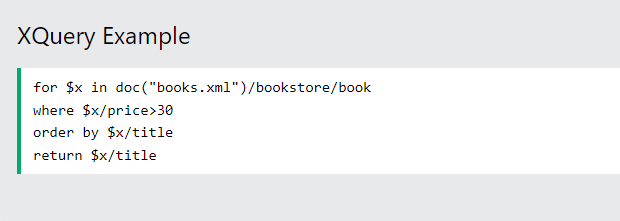 XQuery Example
for $x in doc("books.xml")/bookstore/book
where $x/price>30
order by $x/title
return $x/title